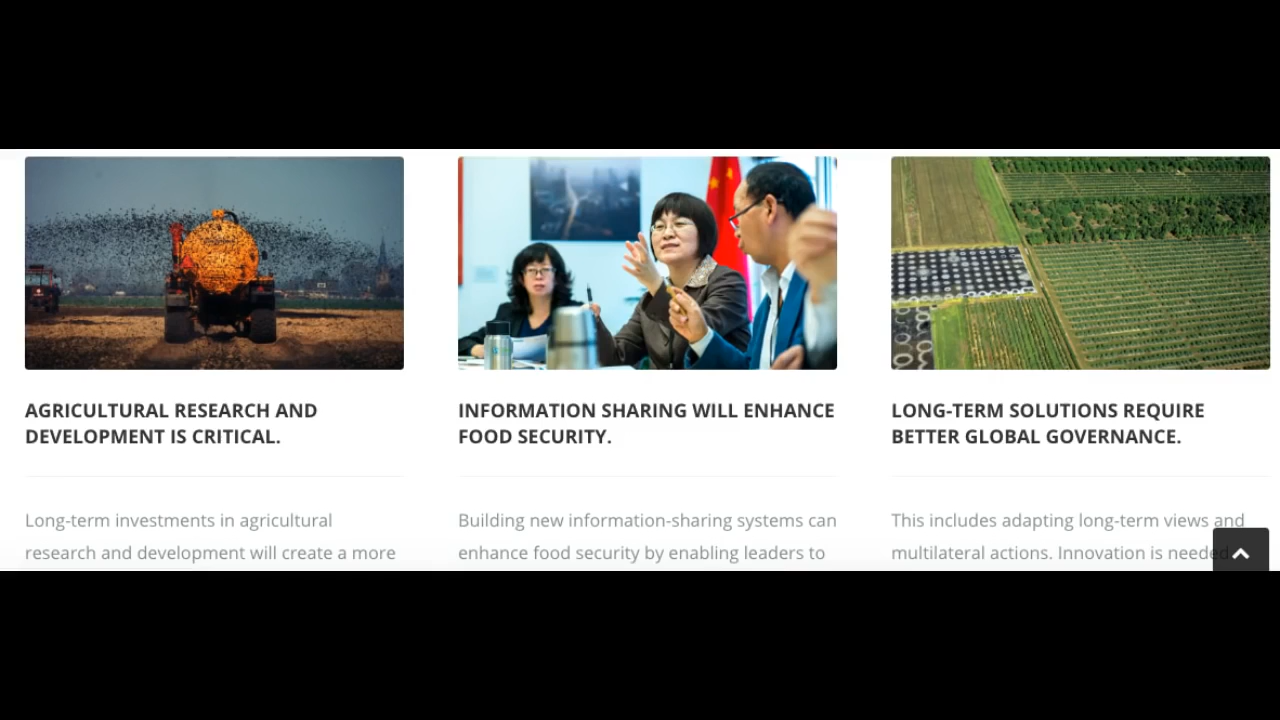 AGRICULTURAL RESEARCH AND
DEVELOPMENT IS CRITICAL.
Long-term investments in agricultural
research and development will create a more
INFORMATION SHARING WILL ENHANCE
FOOD SECURITY.
Building new information-sharing systems can
enhance food security by enabling leaders to
LONG-TERM SOLUTIONS REQUIRE
BETTER GLOBAL GOVERNANCE.
This includes adapting long-term views and
multilateral actions. Innovation is needed